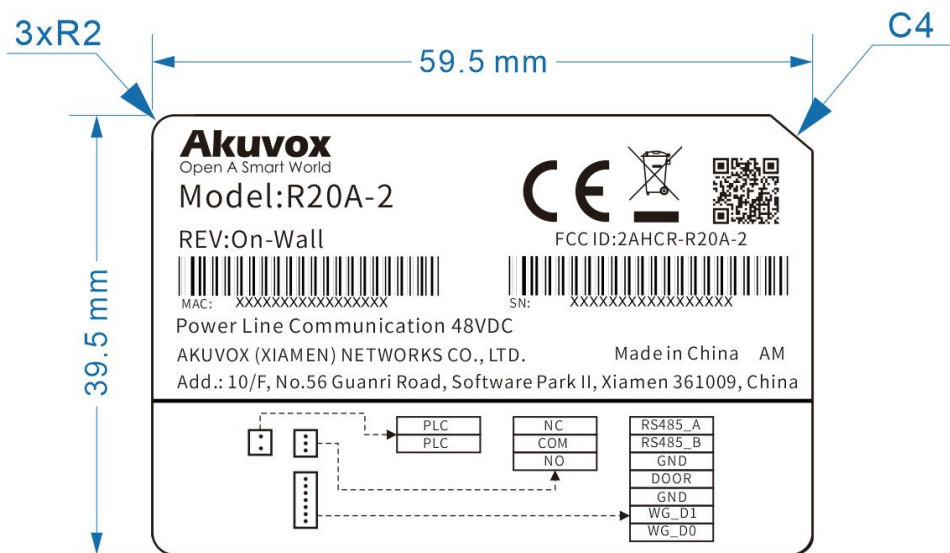 3xR2
C4
59.5 mm
39.5 mm
Akuvox
Open A Smart World
Model:R20A-2
CE
REV:On-Wall
FCC ID:2AHCR-R20A-2
MAC: XXXXXXXXXXXXXXXXX
SN: XXXXXXXXXXXXXXXXX
Power Line Communication 48VDC
AKUVOX (XIAMEN) NETWORKS CO., LTD. Made in China AM
Add.: 10/F, No.56 Guanri Road, Software Park II, Xiamen 361009, China
PLC
PLC
NC
COM
NO
RS485_A
RS485_B
GND
DOOR
GND
WG_D1
WG_D0